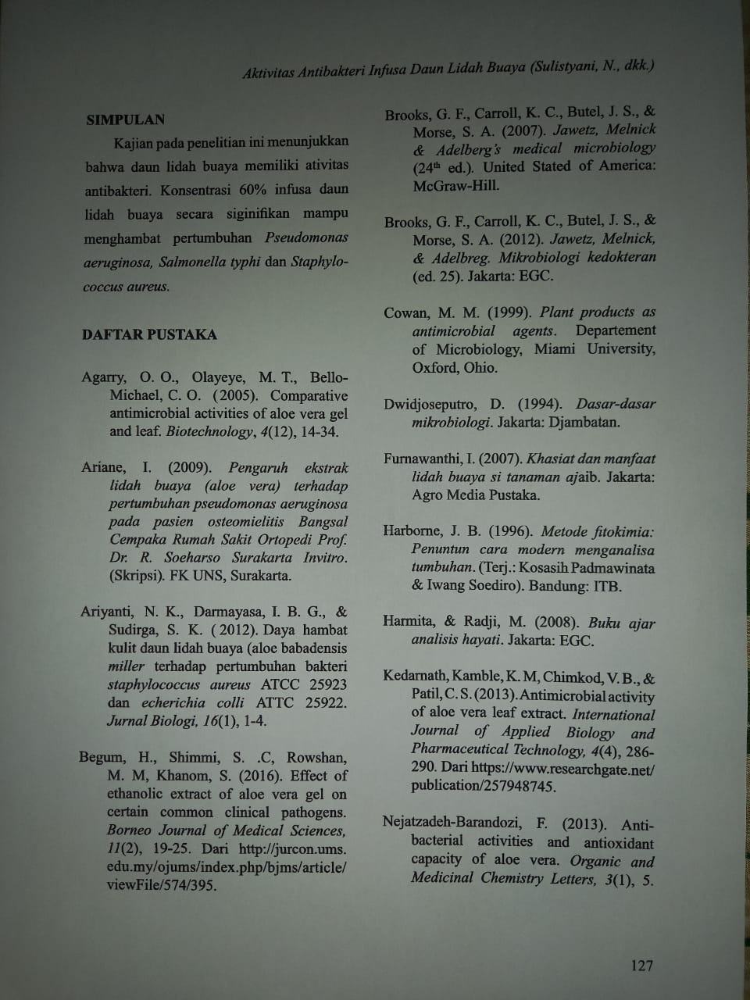 Aktivitas Antibakteri Infusa Daun Lidah Buaya (Sulistyani, N., dkk.)
SIMPULAN
Kajian pada penelitian ini menunjukkan
bahwa daun lidah buaya memiliki ativitas
antibakteri. Konsentrasi 60% infusa daun
lidah buaya secara siginifikan mampu
menghambat pertumbuhan Pseudomonas
aeruginosa, Salmonella typhi dan Staphylo-
coccus aureus.
DAFTAR PUSTAKA
Agarry, O. O., Olayeye, M. T., Bello-
Michael, C. O. (2005). Comparative
antimicrobial activities of aloe vera gel
and leaf. Biotechnology, 4(12), 14-34.
Ariane, I. (2009). Pengaruh ekstrak
lidah buaya (aloe vera) terhadap
pertumbuhan pseudomonas aeruginosa
pada pasien osteomielitis Bangsal
Cempaka Rumah Sakit Ortopedi Prof.
Dr. R. Soeharso Surakarta Invitro.
(Skripsi). FK UNS, Surakarta.
Ariyanti, N. K., Darmayasa, I. B. G., &
Sudirga, S. K. ( 2012). Daya hambat
kulit daun lidah buaya (aloe babadensis
miller terhadap pertumbuhan bakteri
staphylococcus aureus ATCC 25923
dan echerichia colli ATTC 25922.
Jurnal Biologi, 16(1), 1-4.
Begum, H., Shimmi, S. .C, Rowshan,
M. M, Khanom, S. (2016). Effect of
ethanolic extract of aloe vera gel on
certain common clinical pathogens.
Borneo Journal of Medical Sciences,
11(2), 19-25. Dari http://jurcon.ums.
edu.my/ojums/index.php/bjms/article/
viewFile/574/395.
Brooks, G. F., Carroll, K. C., Butel, J. S., &
Morse, S. A. (2007). Jawetz, Melnick
& Adelberg's medical microbiology
(24th ed.). United Stated of America:
McGraw-Hill.
Brooks, G. F., Carroll, K. C., Butel, J. S., &
Morse, S. A. (2012). Jawetz, Melnick,
& Adelbreg. Mikrobiologi kedokteran
(ed. 25). Jakarta: EGC.
Cowan, M. M. (1999). Plant products as
antimicrobial agents. Departement
of Microbiology, Miami University,
Oxford, Ohio.
Dwidjoseputro, D. (1994). Dasar-dasar
mikrobiologi. Jakarta: Djambatan.
Furnawanthi, I. (2007). Khasiat dan manfaat
lidah buaya si tanaman ajaib. Jakarta:
Agro Media Pustaka.
Harborne, J. B. (1996). Metode fitokimia:
Penuntun cara modern menganalisa
tumbuhan. (Terj.: Kosasih Padmawinata
& Iwang Soediro). Bandung: ITB.
Harmita, & Radji, M. (2008). Buku ajar
analisis hayati. Jakarta: EGC.
Kedarnath, Kamble, K. M, Chimkod, V. B., &
Patil, C. S. (2013). Antimicrobial activity
of aloe vera leaf extract. International
Journal of Applied Biology and
Pharmaceutical Technology, 4(4), 286-
290. Dari https://www.researchgate.net/
publication/257948745.
Nejatzadeh-Barandozi, F. (2013). Anti-
bacterial activities and antioxidant
capacity of aloe vera. Organic and
Medicinal Chemistry Letters, 3(1), 5.
127